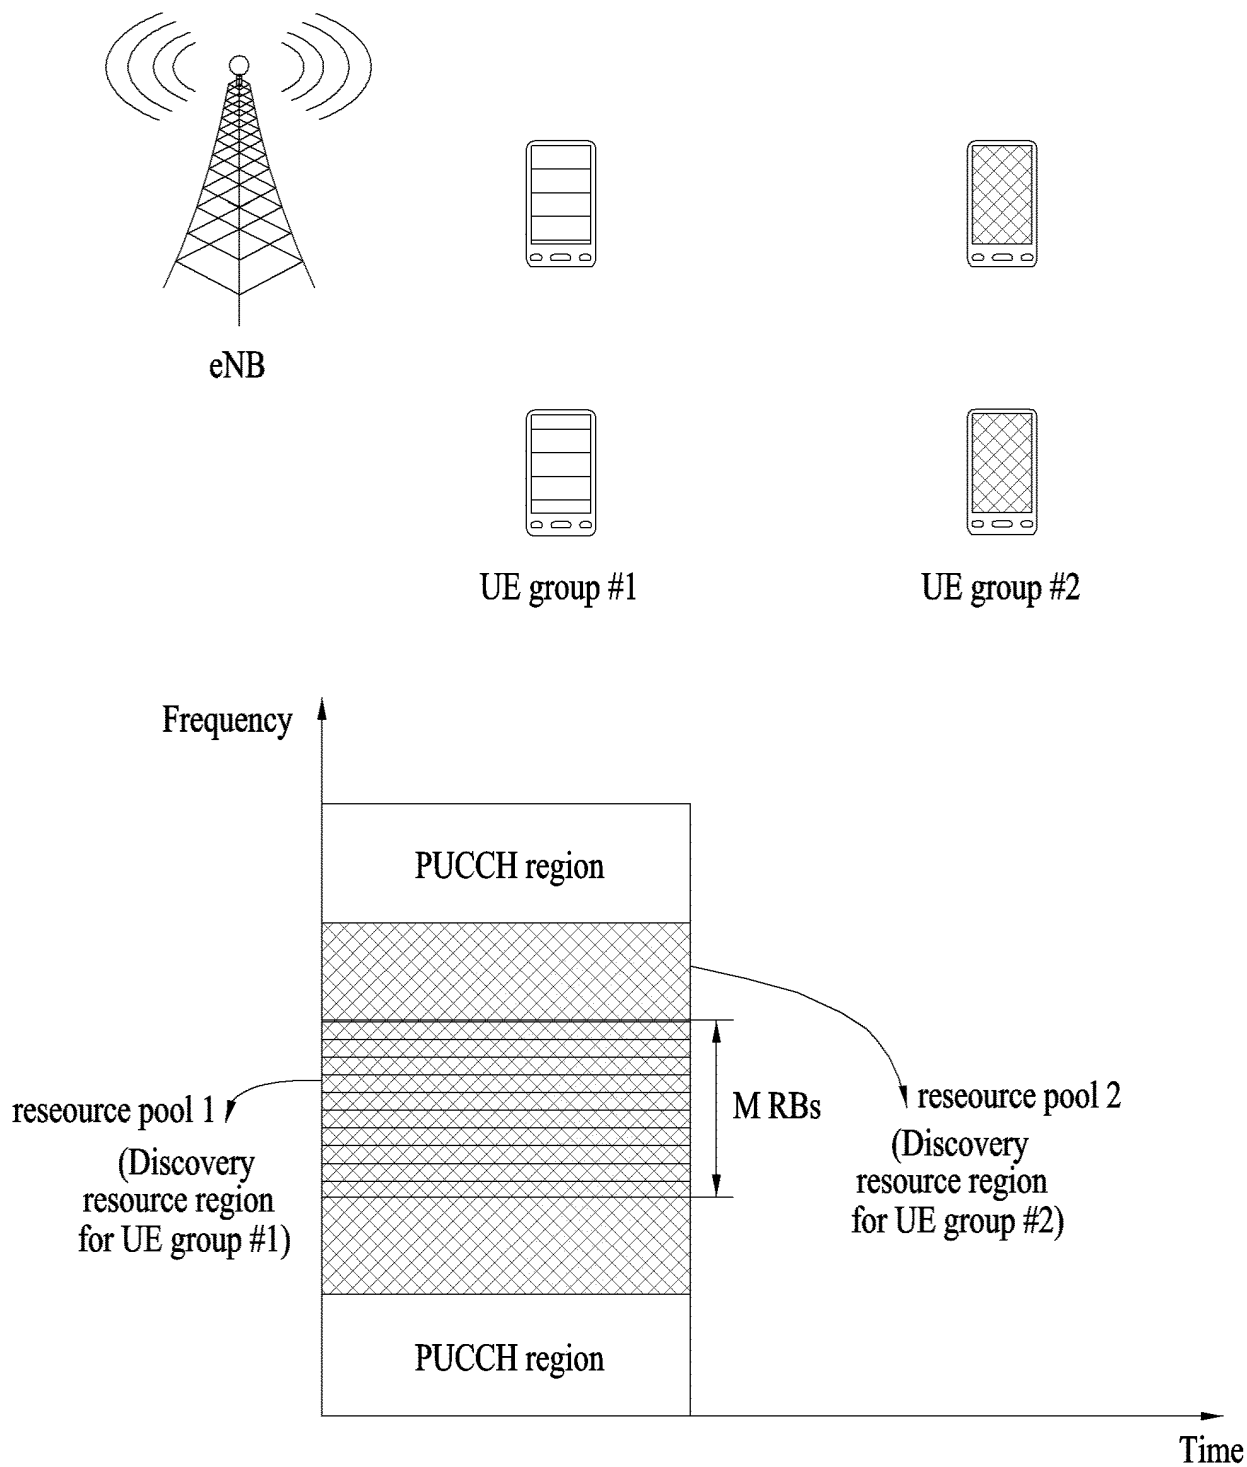 eNB
UE group #1
UE group #2
Frequency
PUCCH region
M RBs
reseource pool 1
(Discovery
resource region
for UE group #1)
reseource pool 2
(Discovery
resource region
for UE group #2)
PUCCH region
Time